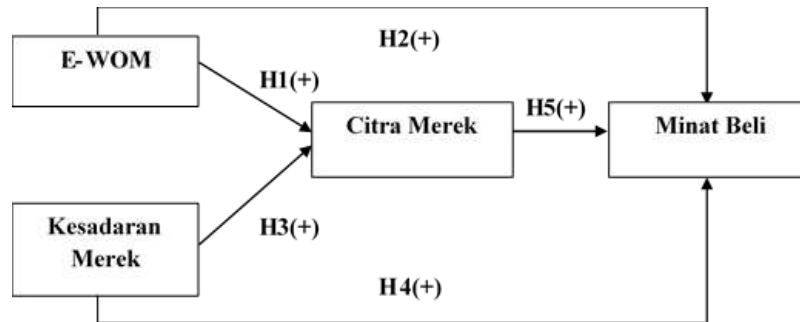 H2(+)
E-WOM
H1(+)
Citra Merek
H5(+)
Minat Beli
Kesadaran
Merek
H3(+)
H4(+)